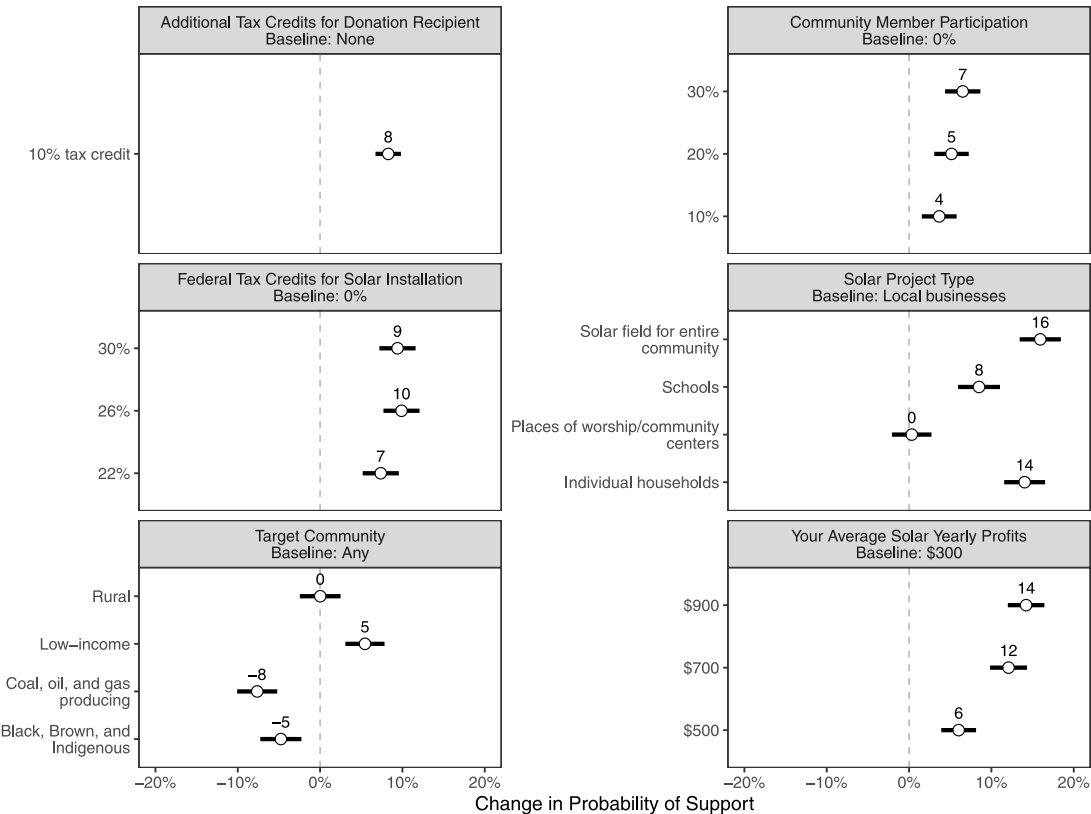 Additional Tax Credits for Donation Recipient
Baseline: None
10% tax credit
8
Community Member Participation
Baseline: 0%
30%
7
20%
5
10%
4
Federal Tax Credits for Solar Installation
Baseline: 0%
30%
9
26%
10
22%
7
Solar Project Type
Baseline: Local businesses
Solar field for entire
community
16
Schools
8
Places of worship/community
centers
0
Individual households
14
Target Community
Baseline: Any
Rural
0
Low−income
5
Coal, oil, and gas
producing
−8
Black, Brown, and
Indigenous
−5
−20% −10% 0% 10% 20%
Your Average Solar Yearly Profits
Baseline: $300
$900
14
$700
12
$500
6
−20% −10% 0% 10% 20%
Change in Probability of Support